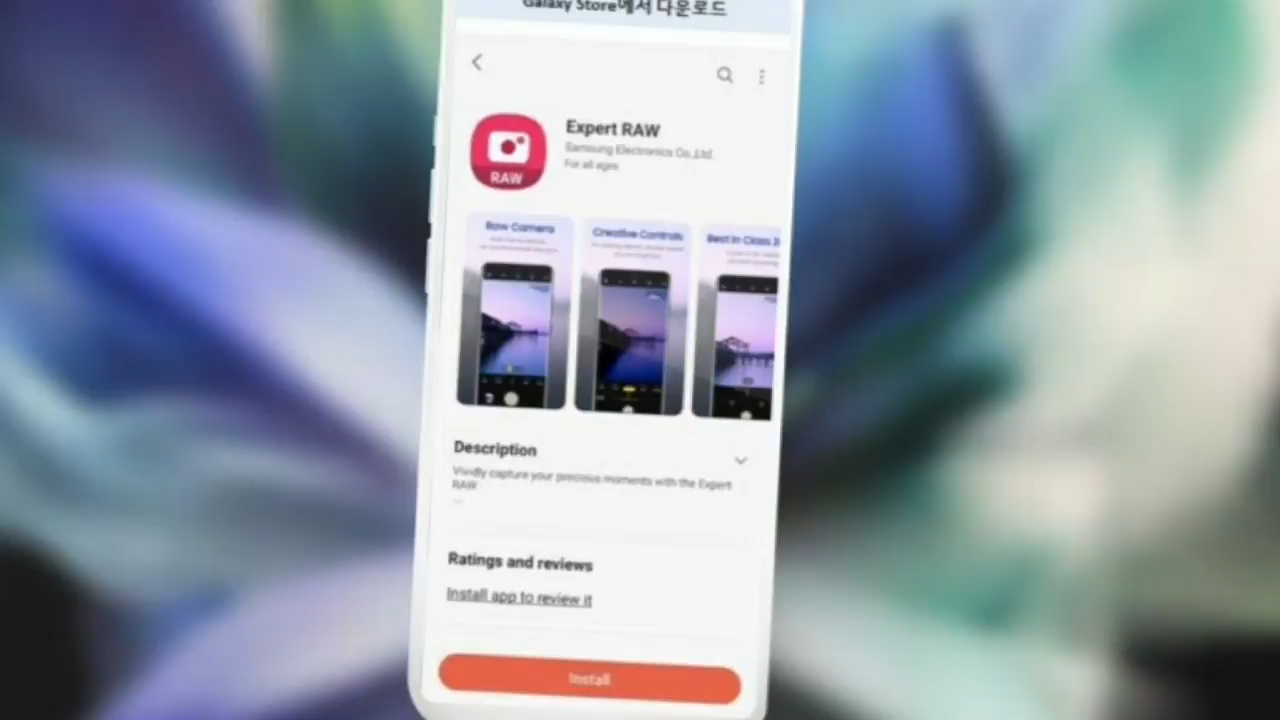 Galaxy Store에서 다운로드
Expert RAW
Samsung Electronics Co.,Ltd.
For all ages
RAW
Raw Camera
Creative Controls
Best in Class
Description
Vividly capture your precious moments with the Expert
RAW
...
Ratings and reviews
Install app to review it
Install